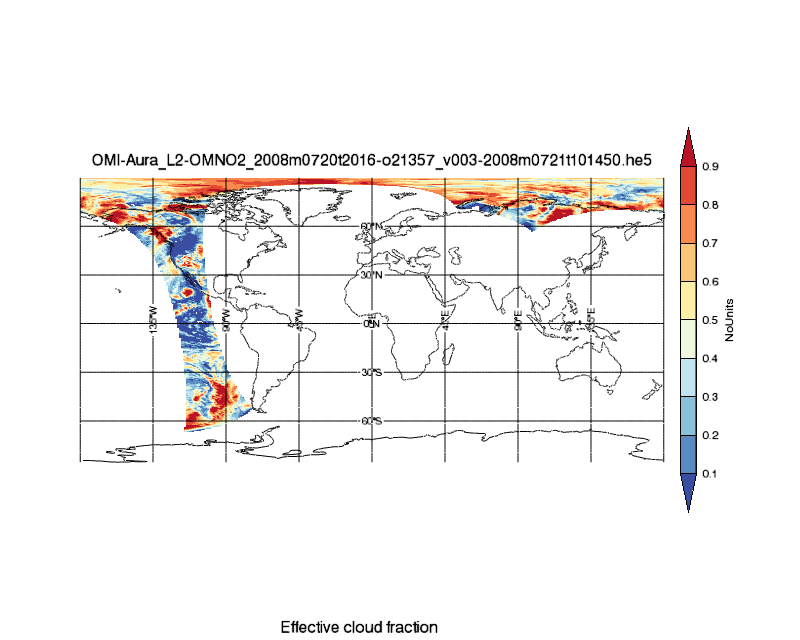 OMI-Aura_L2-OMNO2_2008m0720t2016-o21357_v003-2008m0721t101450.he5
0.9
0.8
0.7
0.6
0.5
0.4
0.3
0.2
0.1
NoUnits
60°N
30°N
0°N
30°S
60°S
135°W
90°W
45°W
0°E
45°E
90°E
135°E
Effective cloud fraction